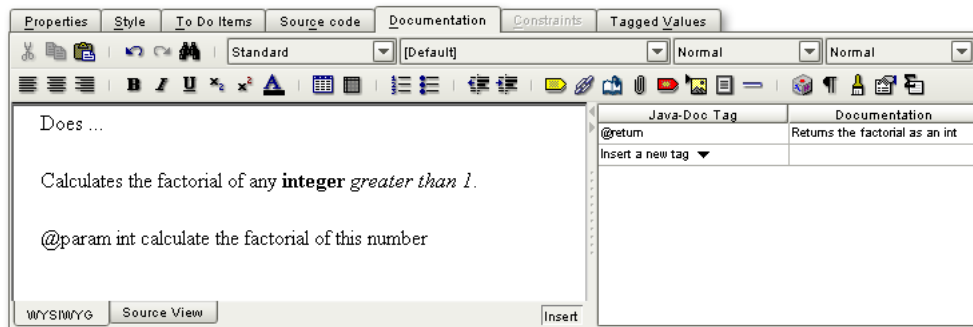 Properties Style To Do Items Source code Documentation Constraints Tagged Values
Standard [Default] Normal Normal
B I U x₂ x² A
Does ...
Calculates the factorial of any integer greater than 1.
@param int calculate the factorial of this number
Java-Doc Tag Documentation
@return Returns the factorial as an int
Insert a new tag
WYSIWYG Source View Insert